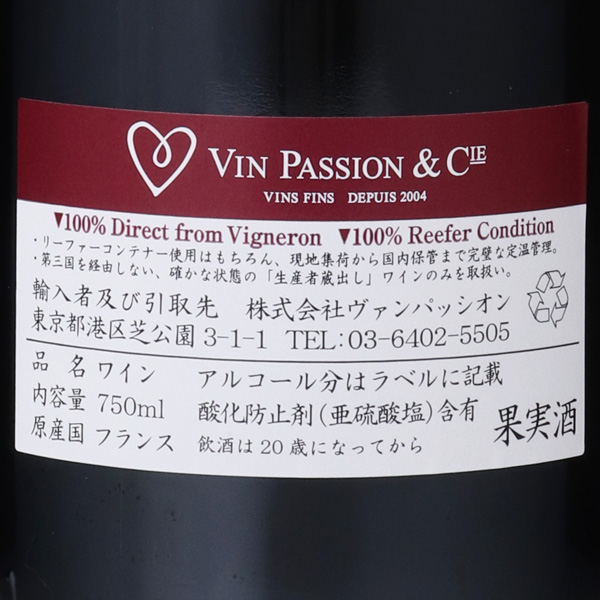 VIN PASSION & CIE
VINS FINS DEPUIS 2004
▼100% Direct from Vigneron ▼100% Reefer Condition
・リーファーコンテナー使用はもちろん、現地集荷から国内保管まで完璧な定温管理。
・第三国を経由しない、確かな状態の「生産者蔵出し」ワインのみを取扱い。
輸入者及び引取先 株式会社ヴァンパッシオン
東京都港区芝公園 3-1-1 TEL:03-6402-5505
品 名 ワイン アルコール分はラベルに記載
内容量 750ml 酸化防止剤(亜硫酸塩)含有
原産国 フランス 飲酒は20歳になってから
果実酒